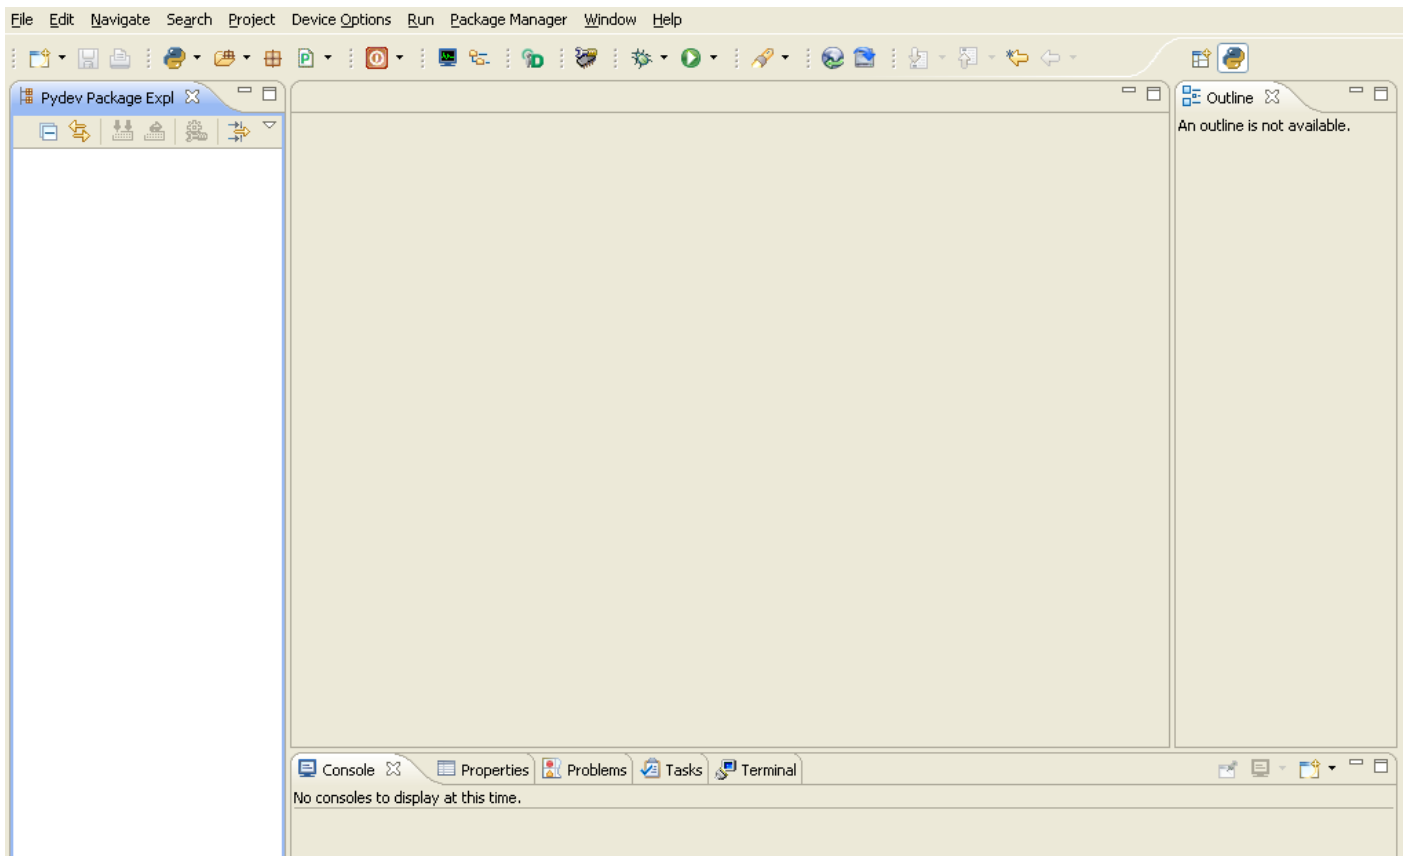 File Edit Navigate Search Project Device Options Run Package Manager Window Help
Pydev Package Expl
Outline
An outline is not available.
Console Properties Problems Tasks Terminal
No consoles to display at this time.